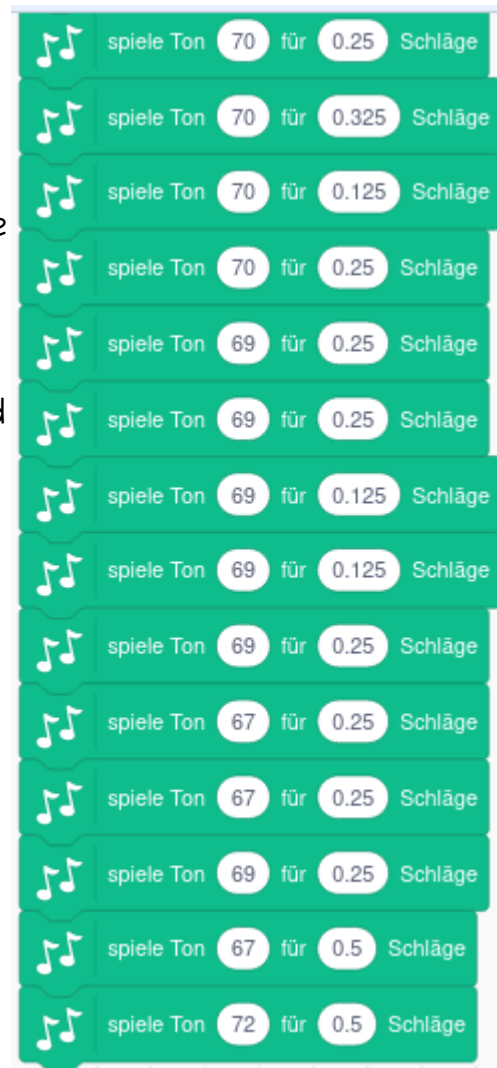 spiele Ton 70 für 0.25 Schläge
spiele Ton 70 für 0.325 Schläge
spiele Ton 70 für 0.125 Schläge
spiele Ton 70 für 0.25 Schläge
spiele Ton 69 für 0.25 Schläge
spiele Ton 69 für 0.25 Schläge
spiele Ton 69 für 0.125 Schläge
spiele Ton 69 für 0.125 Schläge
spiele Ton 69 für 0.25 Schläge
spiele Ton 67 für 0.25 Schläge
spiele Ton 67 für 0.25 Schläge
spiele Ton 69 für 0.25 Schläge
spiele Ton 67 für 0.5 Schläge
spiele Ton 72 für 0.5 Schläge